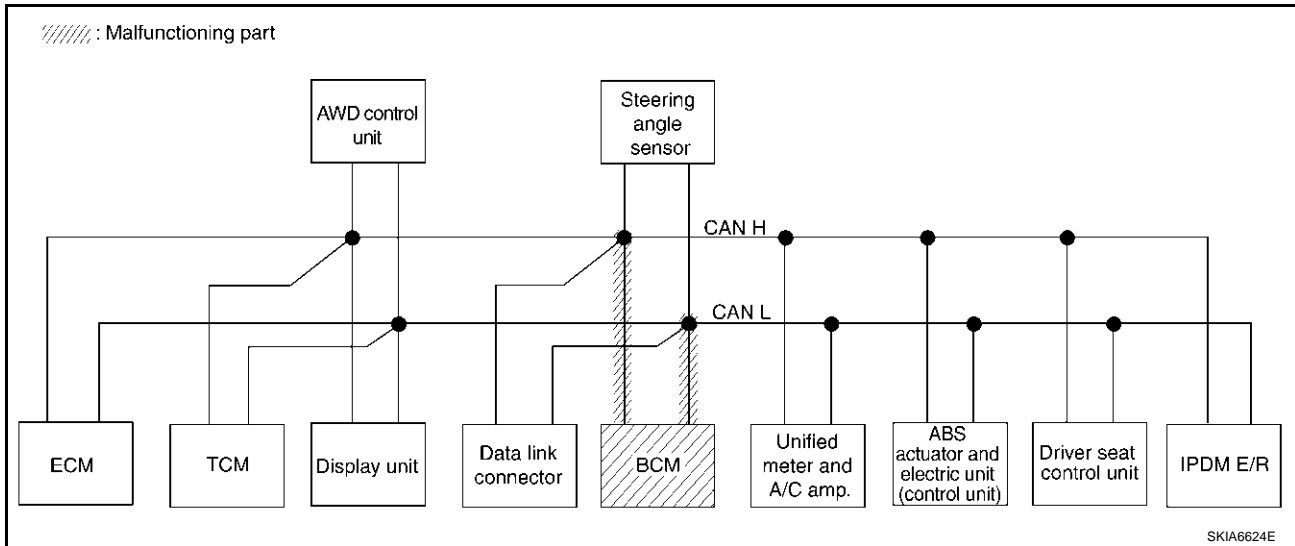 : Malfunctioning part
AWD control
unit
Steering
angle
sensor
CAN H
CAN L
ECM
TCM
Display unit
Data link
connector
BCM
Unified
meter and
A/C amp.
ABS
actuator and
electric unit
(control unit)
Driver seat
control unit
IPDM E/R
SKIA6624E